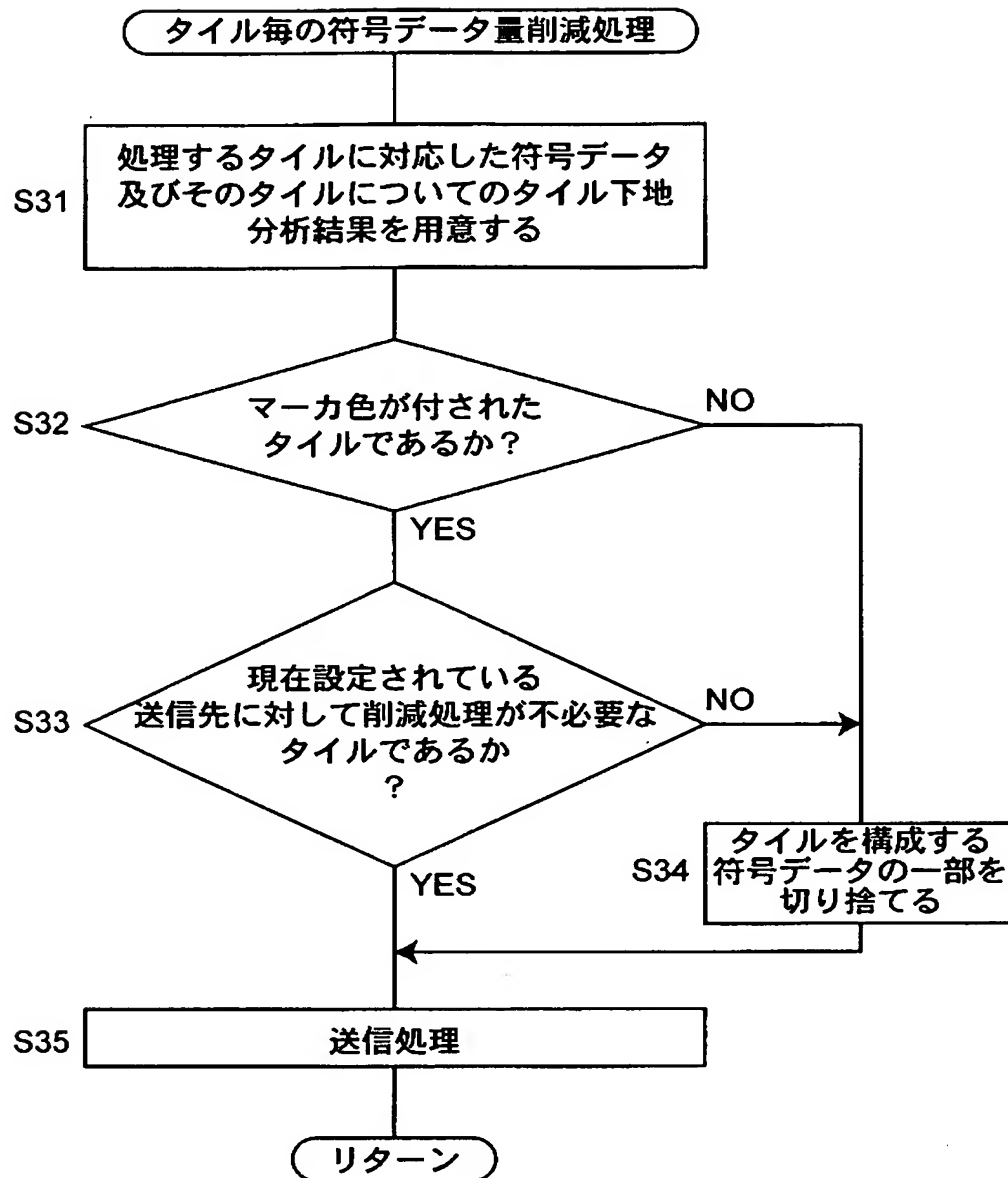 タイル毎の符号データ量削減処理
S31
処理するタイルに対応した符号データ
及びそのタイルについてのタイル下地
分析結果を用意する
S32
マーカ色が付された
タイルであるか?
NO
YES
S33
現在設定されている
送信先に対して削減処理が不必要な
タイルであるか
?
NO
YES
S34
タイルを構成する
符号データの一部を
切り捨てる
S35
送信処理
リターン